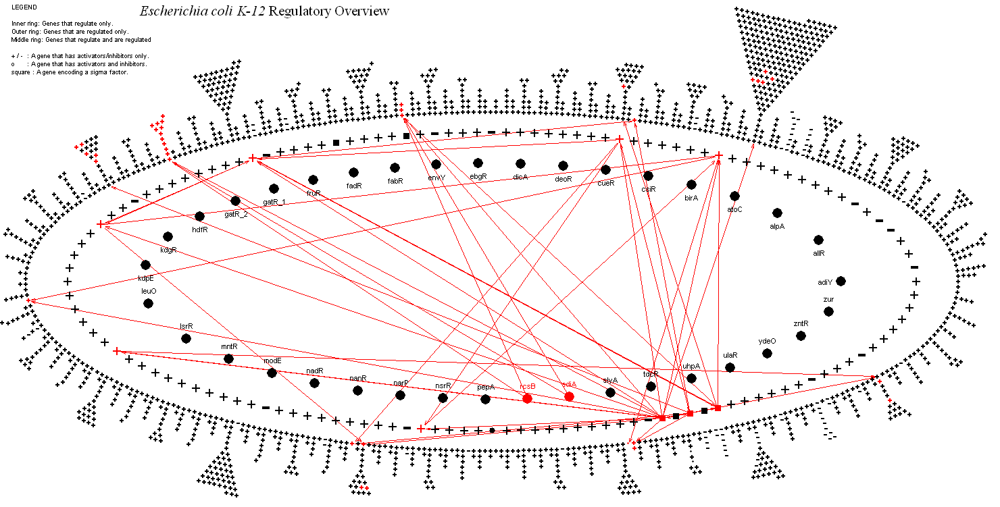 LEGEND
Escherichia coli K-12 Regulatory Overview
Inner ring: Genes that regulate only.
Outer ring: Genes that are regulated only.
Middle ring: Genes that regulate and are regulated
+ / - : A gene that has activators/inhibitors only.
o : A gene that has activators and inhibitors.
square : A gene encoding a sigma factor.
fadR
fabR
envY
ebgR
dicA
deoR
cueR
csiR
birA
atoC
alpA
allR
adiY
zur
zntR
ydeO
ulaR
uhpA
tdcR
slyA
sdiA
rcsB
pepA
nsrR
narP
nanR
nadR
modE
mntR
lsrR
leuO
kdpE
kdgR
hdfR
gatR_2
gatR_1
fruR